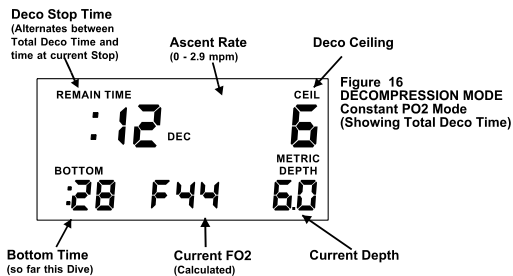 Deco Stop Time
(Alternates between
Total Deco Time and
time at current Stop)
Ascent Rate
(0 - 2.9 mpm)
Deco Ceiling
Figure 16
DECOMPRESSION MODE
Constant PO2 Mode
(Showing Total Deco Time)
REMAIN TIME
CEIL
:12 DEC
6
BOTTOM
METRIC
DEPTH
:28 F44 6.0
Bottom Time
(so far this Dive)
Current FO2
(Calculated)
Current Depth